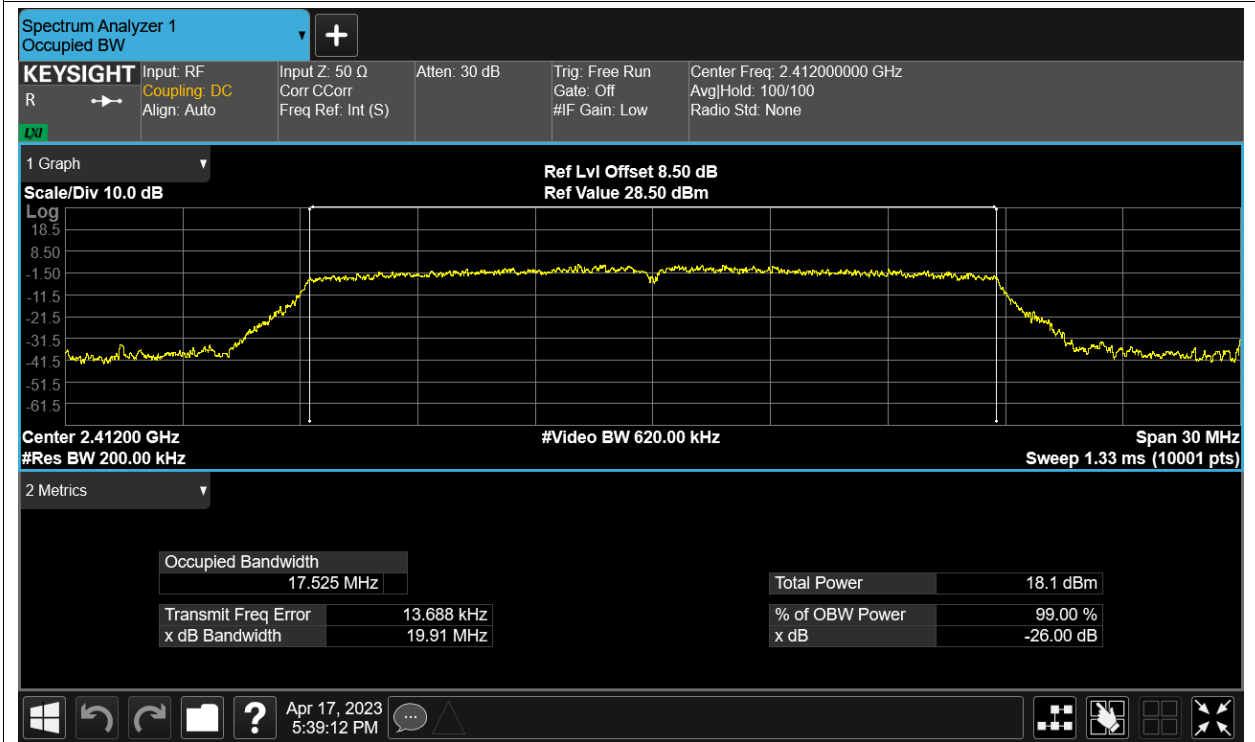 Spectrum Analyzer 1
Occupied BW
KEYSIGHT
R
LXI
Input: RF
Coupling: DC
Align: Auto
Input Z: 50 Ω
Corr CCorr
Freq Ref: Int (S)
Atten: 30 dB
Trig: Free Run
Gate: Off
#IF Gain: Low
Center Freq: 2.412000000 GHz
Avg|Hold: 100/100
Radio Std: None
1 Graph
Scale/Div 10.0 dB
Ref Lvl Offset 8.50 dB
Ref Value 28.50 dBm
Log
18.5
8.50
-1.50
-11.5
-21.5
-31.5
-41.5
-51.5
-61.5
Center 2.41200 GHz
#Res BW 200.00 kHz
#Video BW 620.00 kHz
Span 30 MHz
Sweep 1.33 ms (10001 pts)
2 Metrics
Occupied Bandwidth
17.525 MHz
Transmit Freq Error 13.688 kHz
x dB Bandwidth 19.91 MHz
Total Power 18.1 dBm
% of OBW Power 99.00 %
x dB -26.00 dB
?
Apr 17, 2023
5:39:12 PM